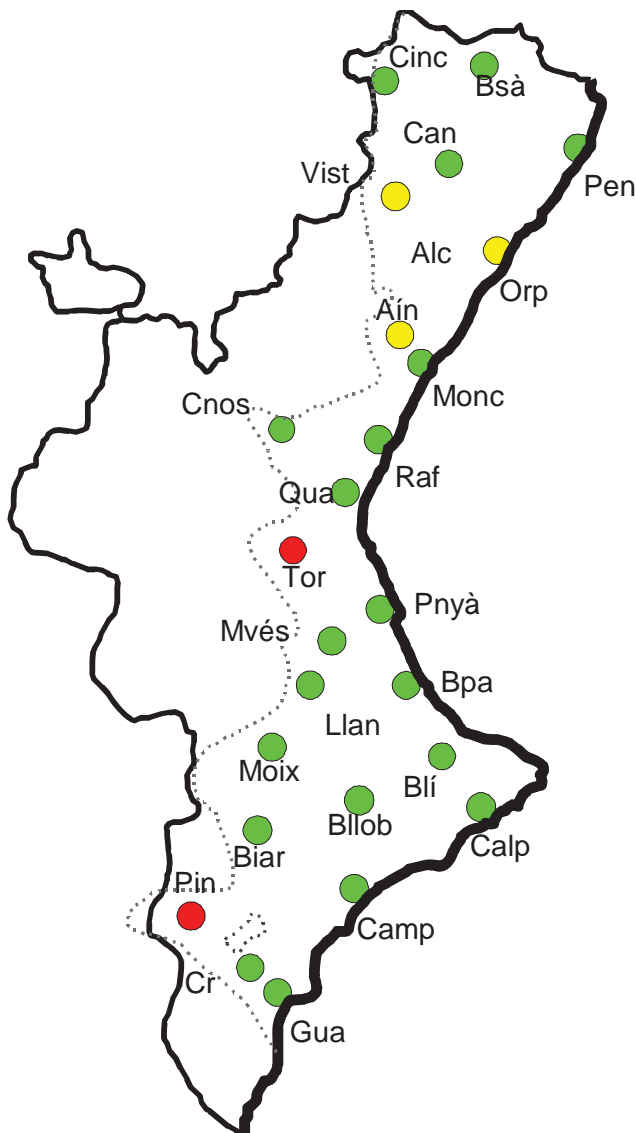 Cinc
Bsà
Can
Vist
Pen
Alc
Orp
Aín
Monc
Cnos
Raf
Qua
Tor
Pnyà
Mvés
Bpa
Llan
Moix
Blí
Bllob
Calp
Biar
Pin
Camp
Cr
Gua